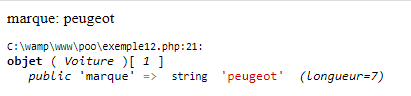 marque: peugeot
C:\wamp\www\poo\exemple12.php:21:
objet ( Voiture )[ 1 ]
public 'marque' => string 'peugeot' (longueur=7)